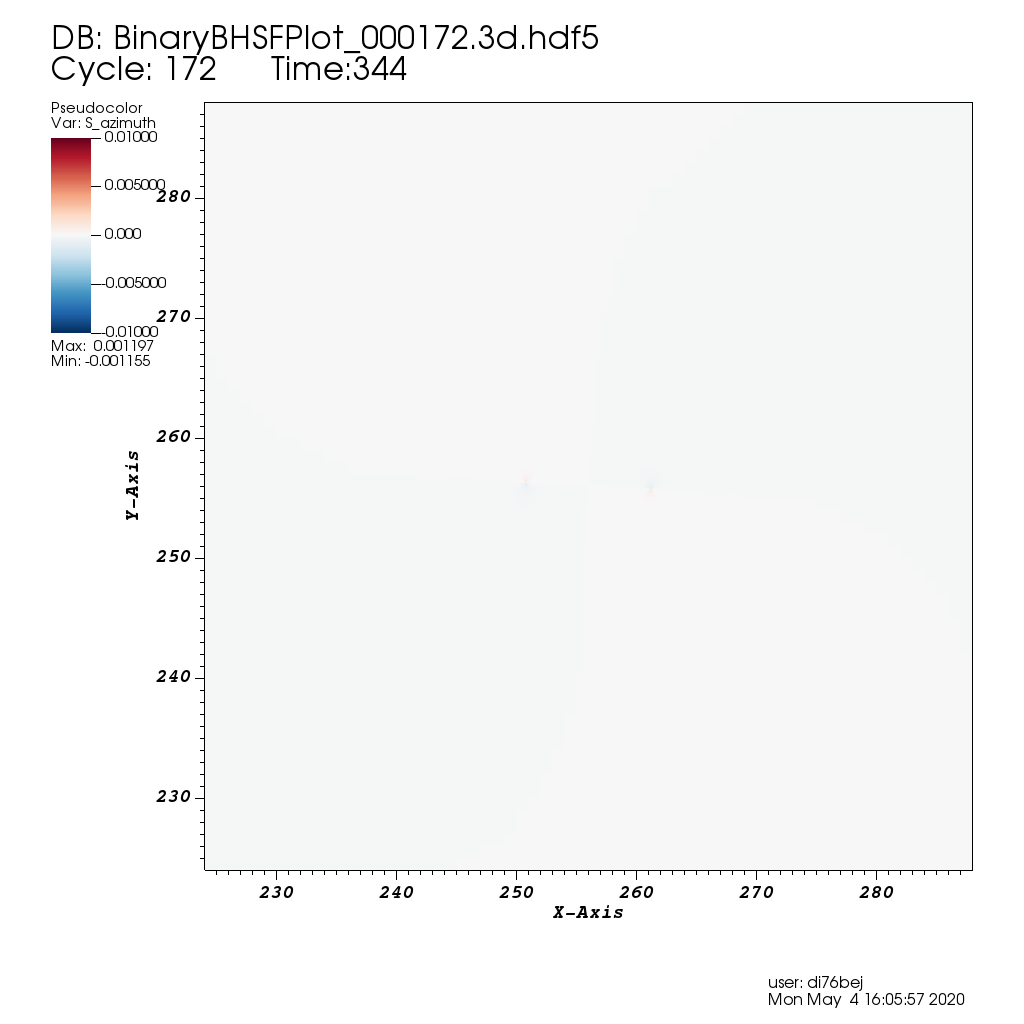 DB: BinaryBHSFPlot_000172.3d.hdf5
Cycle: 172 Time:344
Pseudocolor
Var: S_azimuth
0.01000
0.005000
0.000
-0.005000
-0.01000
Max: 0.001197
Min: -0.001155
280
270
260
250
240
230
Y-Axis
230 240 250 260 270 280
X-Axis
user: di76bej
Mon May 4 16:05:57 2020